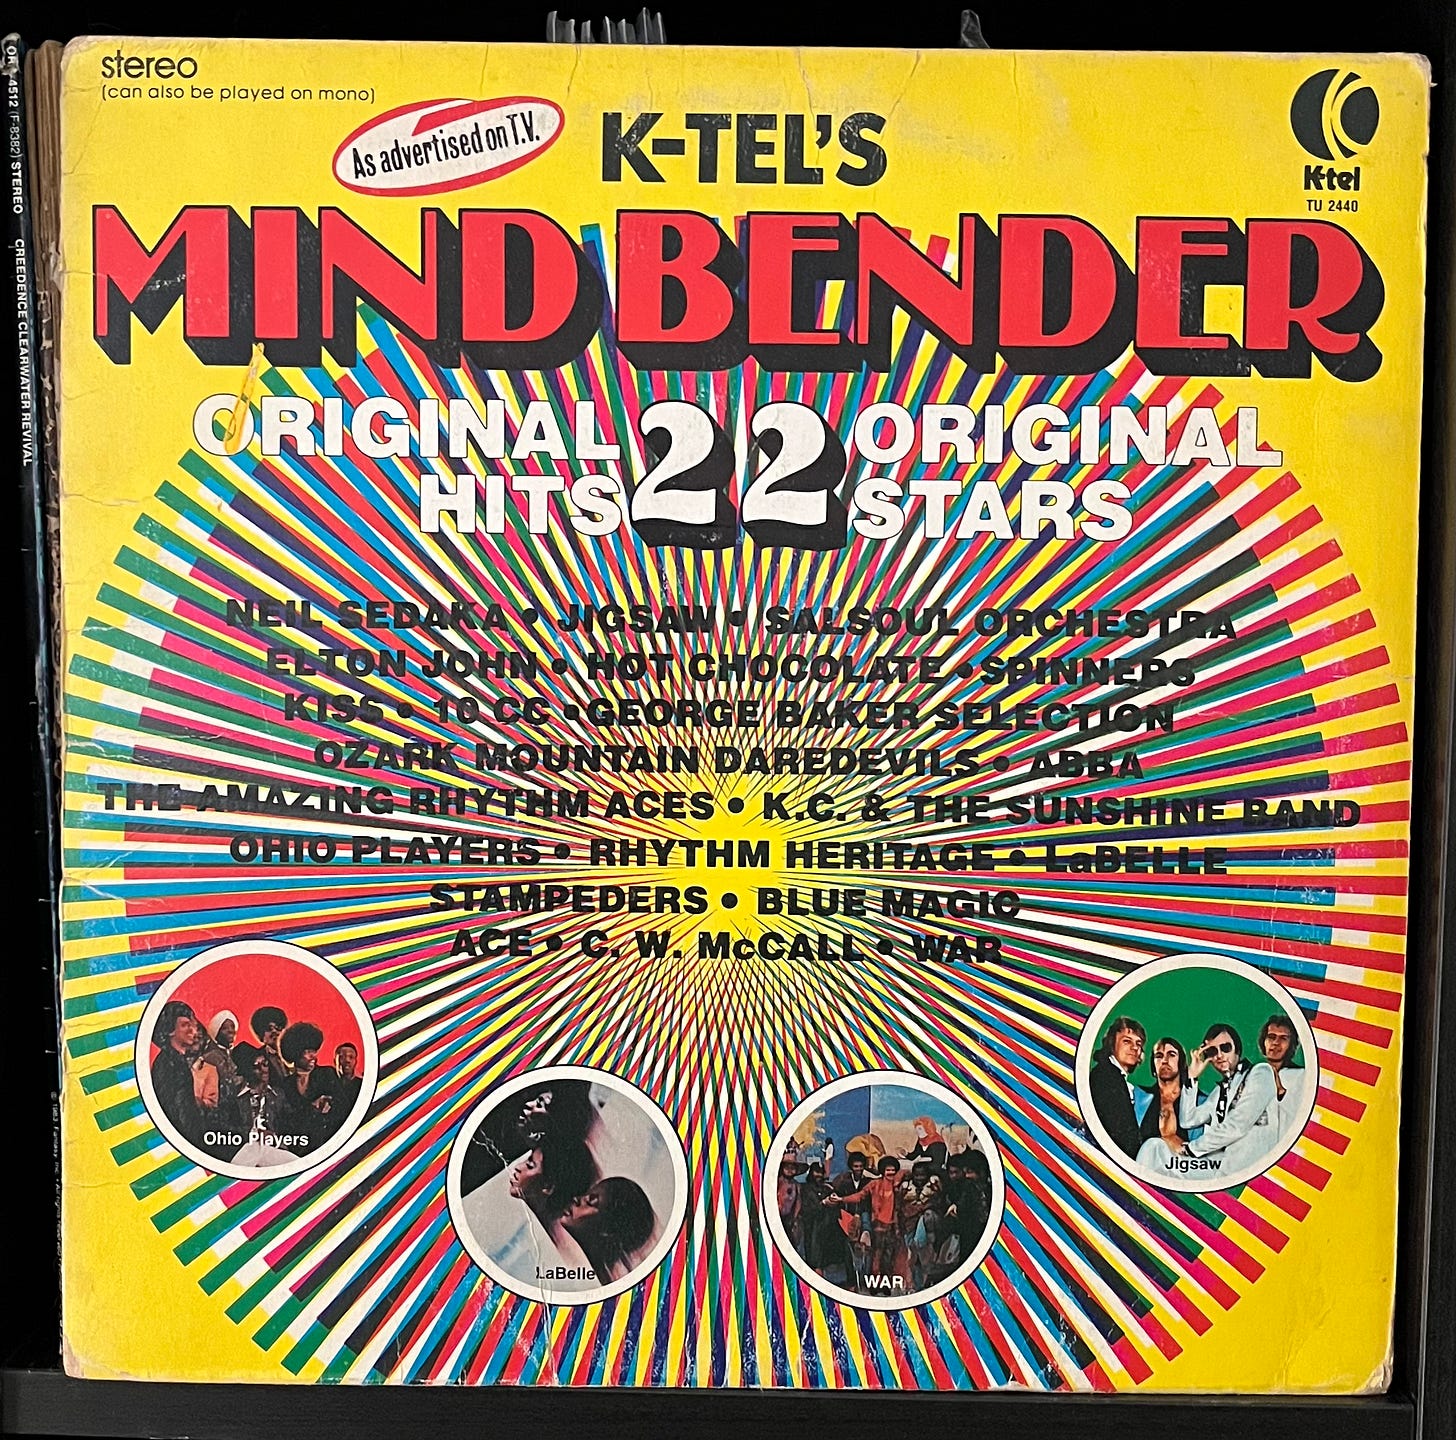 stereo
(can also be played on mono)
As advertised on T.V.
K-TEL'S
K-tel
TU 2440
MIND BENDER
ORIGINAL HITS 22 ORIGINAL STARS
NEIL SEDAKA • JIGSAW • SALSOUL ORCHESTRA
ELTON JOHN • HOT CHOCOLATE • SPINNERS
KISS • 10 CC • GEORGE BAKER SELECTION
OZARK MOUNTAIN DAREDEVILS • ABBA
THE AMAZING RHYTHM ACES • K.C. & THE SUNSHINE BAND
OHIO PLAYERS • RHYTHM HERITAGE • LaBELLE
STAMPEDERS • BLUE MAGIC
ACE • C. W. McCALL • WAR
Ohio Players
LaBelle
WAR
Jigsaw
4512 (F-8382) STEREO CREEDENCE CLEARWATER REVIVAL